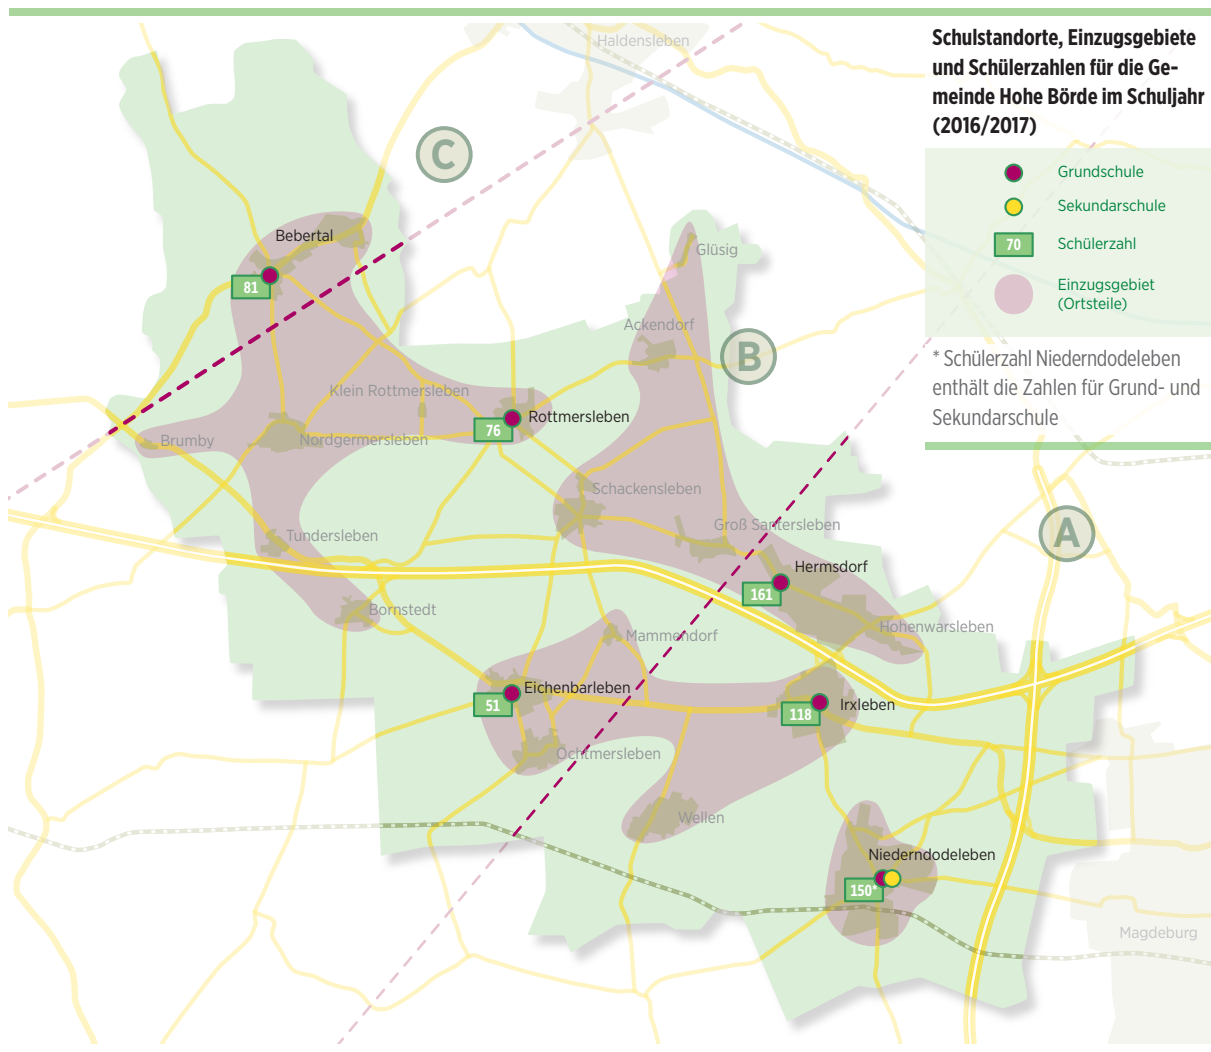 Schulstandorte, Einzugsgebiete
und Schülerzahlen für die Ge-
meinde Hohe Börde im Schuljahr
(2016/2017)
Grundschule
Sekundarschule
70 Schülerzahl
Einzugsgebiet
(Ortsteile)
* Schülerzahl Niederndodeleben
enthält die Zahlen für Grund- und
Sekundarschule
Haldensleben
C
Bebertal
81
Glüsig
Ackendorf
B
Klein Rottmersleben
Rottmersleben
76
Brumby
Nordgermersleben
Schackensleben
Groß Santersleben
A
Tundersleben
Hermsdorf
161
Bornstedt
Hohenwarsleben
Mammendorf
Eichenbarleben
51
Irxleben
118
Ochtmersleben
Wellen
Niederndodeleben
150*
Magdeburg